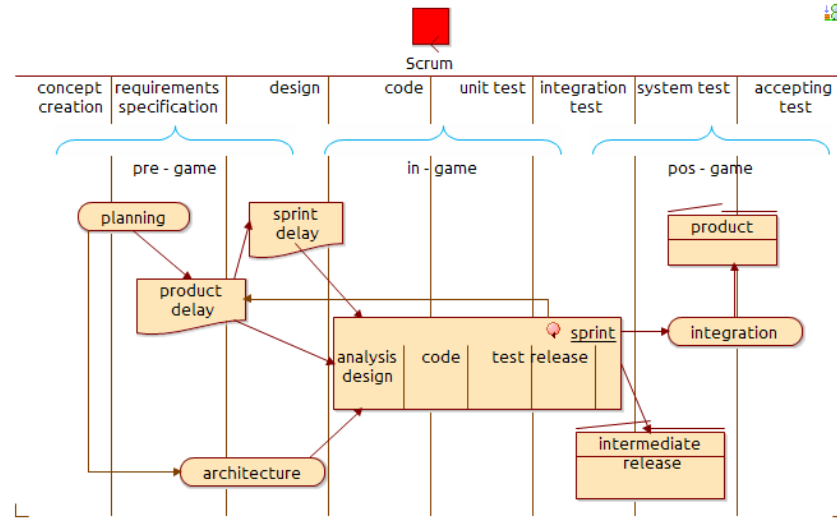 Scrum
concept creation
requirements specification
design
code
unit test
integration test
system test
accepting test
pre - game
in - game
pos - game
planning
sprint delay
product
product delay
sprint
integration
analysis design
code
test release
intermediate release
architecture